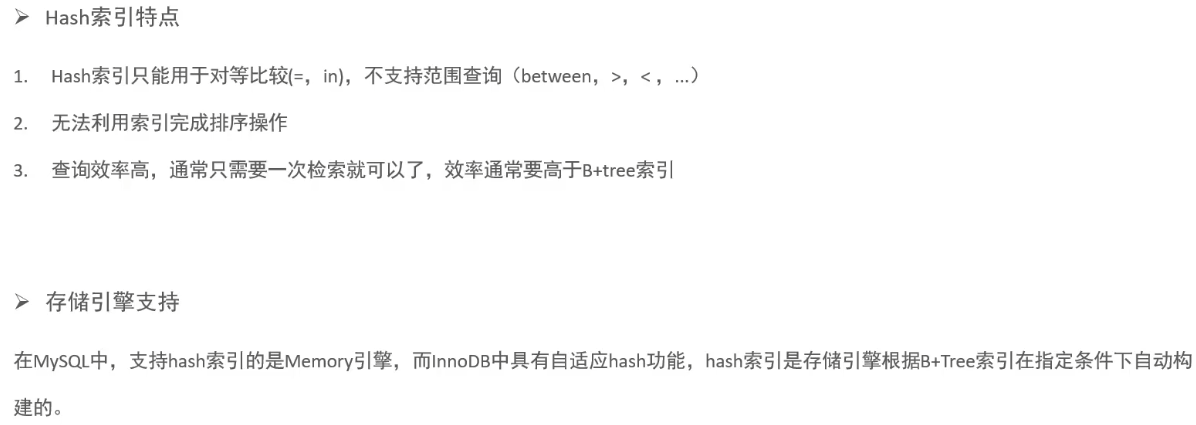 ➢ Hash索引特点
1. Hash索引只能用于对等比较(=，in)，不支持范围查询（between，>，< ，...）
2. 无法利用索引完成排序操作
3. 查询效率高，通常只需要一次检索就可以了，效率通常要高于B+tree索引
➢ 存储引擎支持
在MySQL中，支持hash索引的是Memory引擎，而InnoDB中具有自适应hash功能，hash索引是存储引擎根据B+Tree索引在指定条件下自动构
建的。